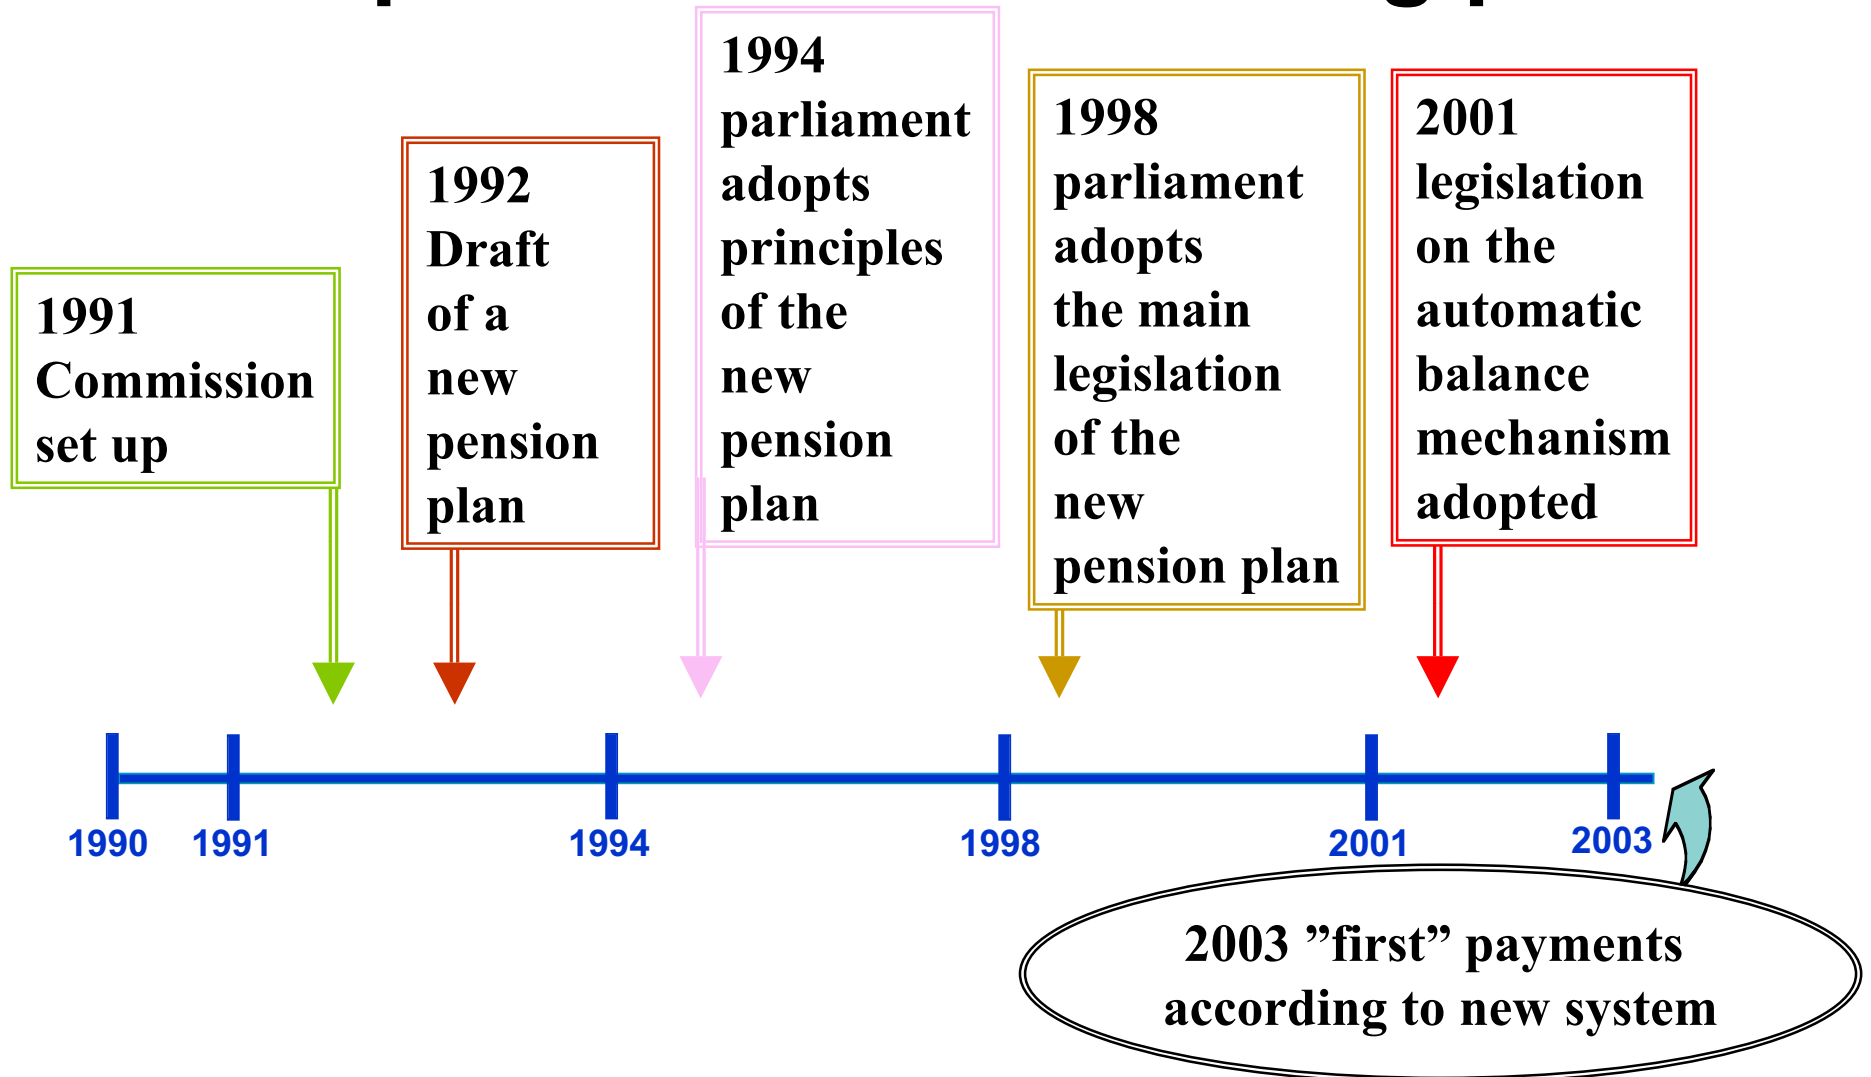 1991
Commission
set up
1992
Draft
of a
new
pension
plan
1994
parliament
adopts
principles
of the
new
pension
plan
1998
parliament
adopts
the main
legislation
of the
new
pension plan
2001
legislation
on the
automatic
balance
mechanism
adopted
1990 1991 1994 1998 2001 2003
2003 ”first” payments
according to new system